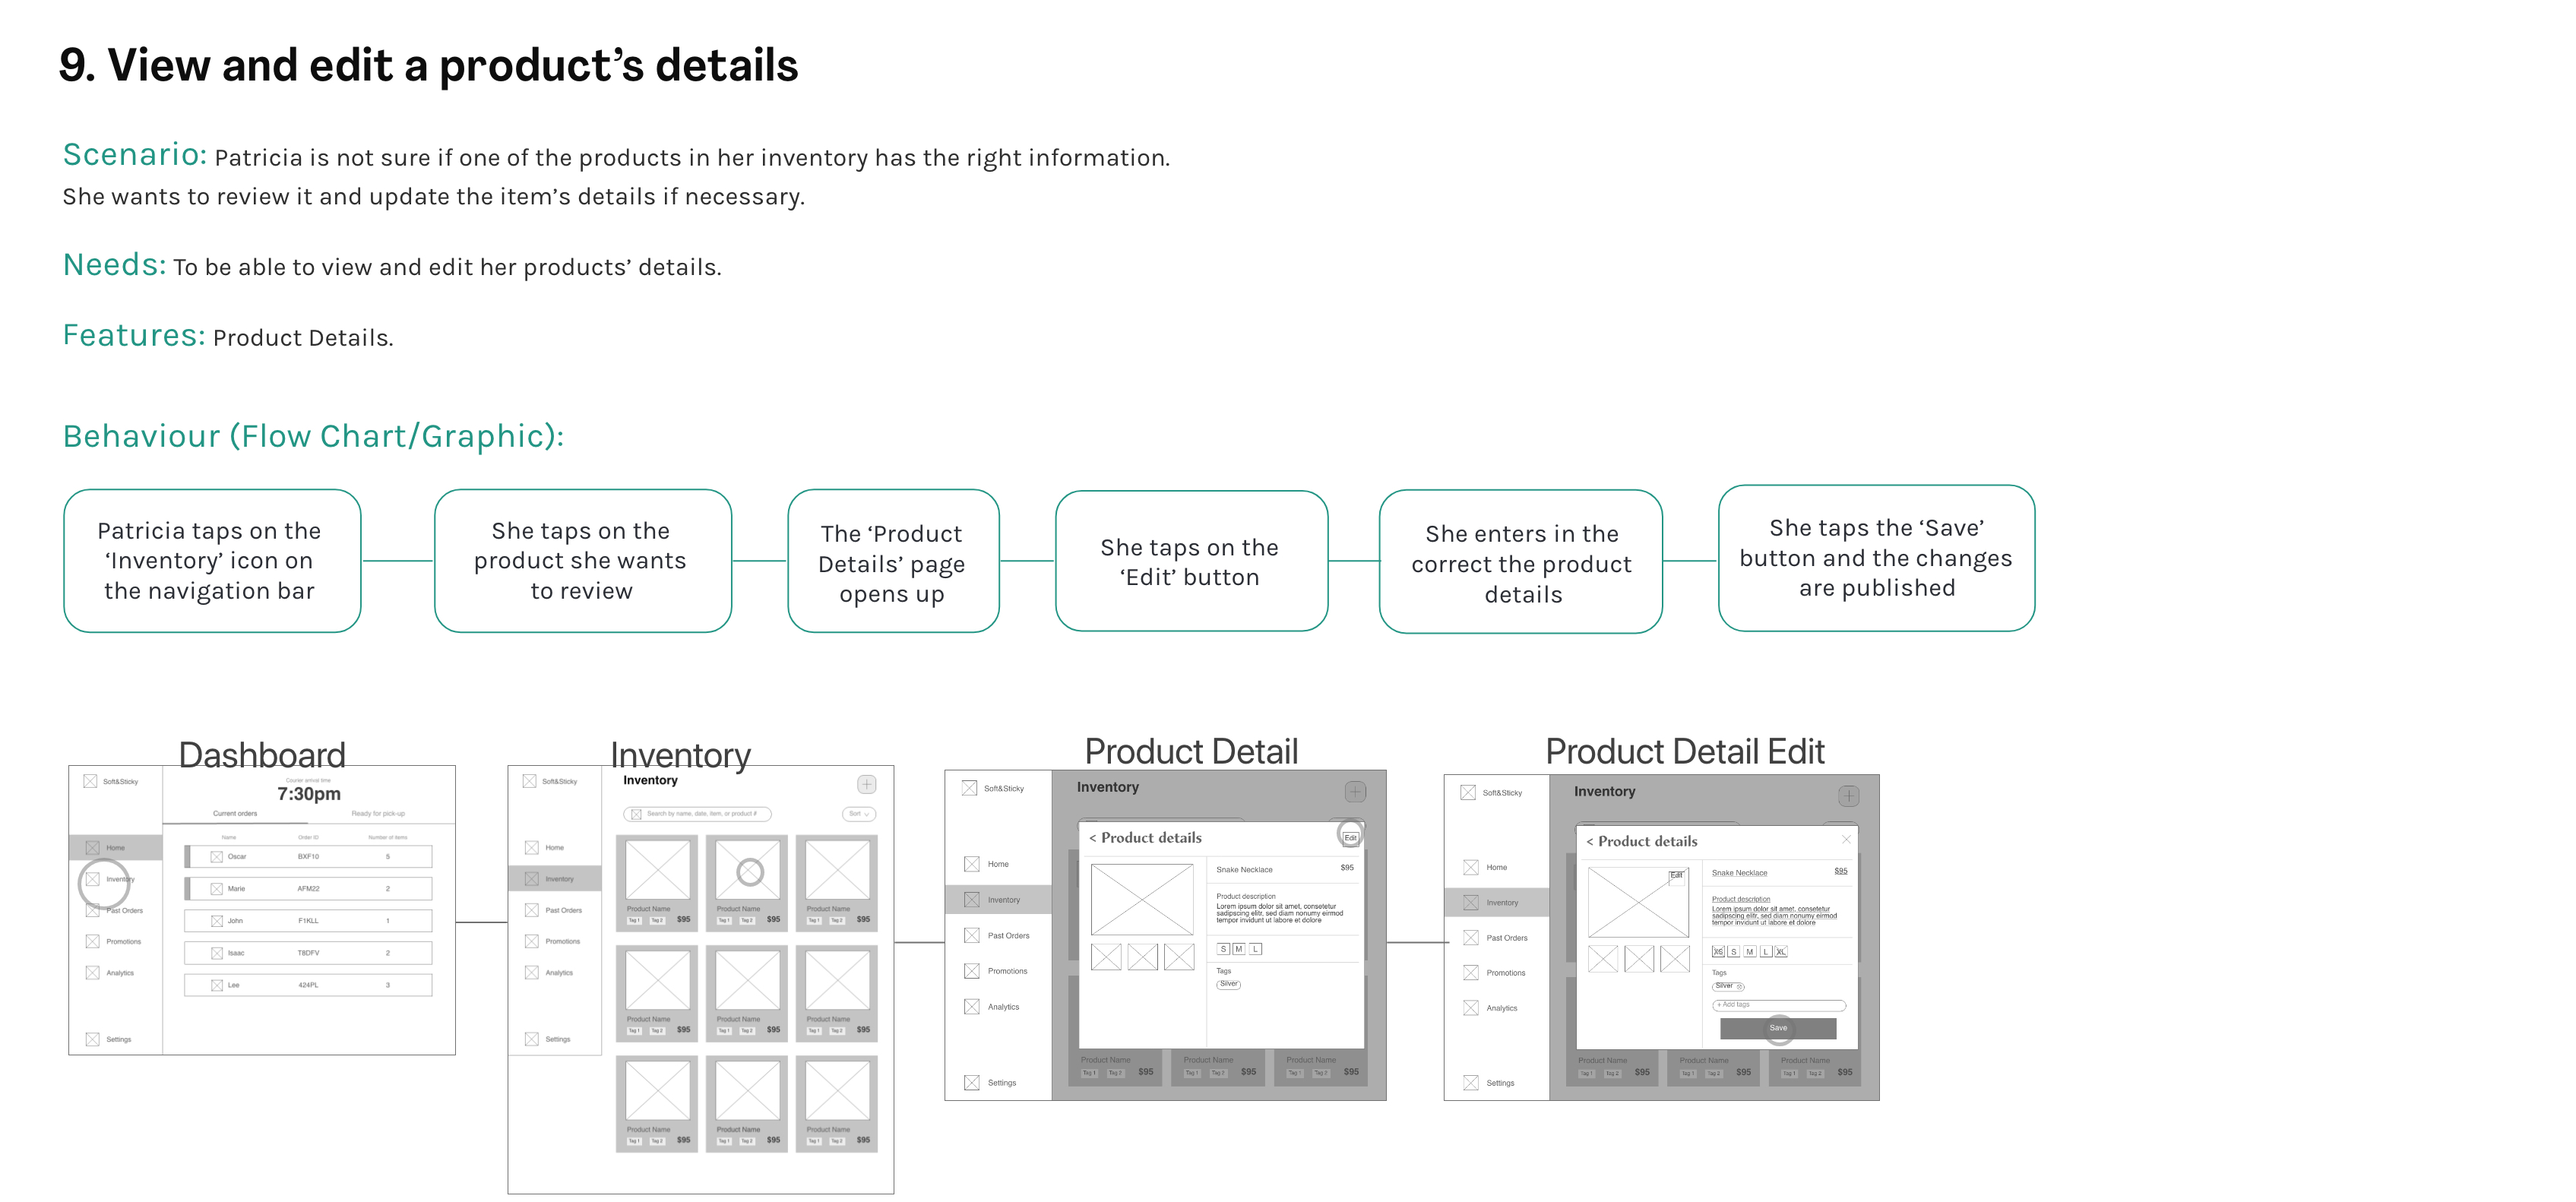 9. View and edit a product’s details
Scenario: Patricia is not sure if one of the products in her inventory has the right information.
She wants to review it and update the item’s details if necessary.
Needs: To be able to view and edit her products’ details.
Features: Product Details.
Behaviour (Flow Chart/Graphic):
Patricia taps on the
‘Inventory’ icon on
the navigation bar
She taps on the
product she wants
to review
The ‘Product
Details’ page
opens up
She taps on the
‘Edit’ button
She enters in the
correct the product
details
She taps the ‘Save’
button and the changes
are published
Dashboard
Soft&Sticky
Courier arrival time
7:30pm
Current orders
Ready for pick-up
Name Order ID Number of items
Home
Inventory
Past Orders
Promotions
Analytics
Settings
Oscar BXF10 5
Marie AFM22 2
John F1KLL 1
Isaac T8DFV 2
Lee 424PL 3
Inventory
Soft&Sticky
Home
Inventory
Past Orders
Promotions
Analytics
Settings
Inventory
Search by name, date, item, or product #
Sort
Product Name Product Name Product Name
Tag 1 Tag 2 $95 Tag 1 Tag 2 $95 Tag 1 Tag 2 $95
Product Name Product Name Product Name
Tag 1 Tag 2 $95 Tag 1 Tag 2 $95 Tag 1 Tag 2 $95
Product Name Product Name Product Name
Tag 1 Tag 2 $95 Tag 1 Tag 2 $95 Tag 1 Tag 2 $95
Product Detail
Soft&Sticky
Home
Inventory
Past Orders
Promotions
Analytics
Settings
Inventory
< Product details
Edit
Snake Necklace $95
Product description
Lorem ipsum dolor sit amet, consetetur
sadipscing elitr, sed diam nonumy eirmod
tempor invidunt ut labore et dolore
S M L
Tags
Silver
Product Name Product Name Product Name
Tag 1 Tag 2 $95 Tag 1 Tag 2 $95 Tag 1 Tag 2 $95
Product Detail Edit
Soft&Sticky
Home
Inventory
Past Orders
Promotions
Analytics
Settings
Inventory
< Product details
Edit
Snake Necklace $95
Product description
Lorem ipsum dolor sit amet, consetetur
sadipscing elitr, sed diam nonumy eirmod
tempor invidunt ut labore et dolore
XS S M L XL
Tags
Silver
+ Add tags
Save
Product Name Product Name Product Name
Tag 1 Tag 2 $95 Tag 1 Tag 2 $95 Tag 1 Tag 2 $95